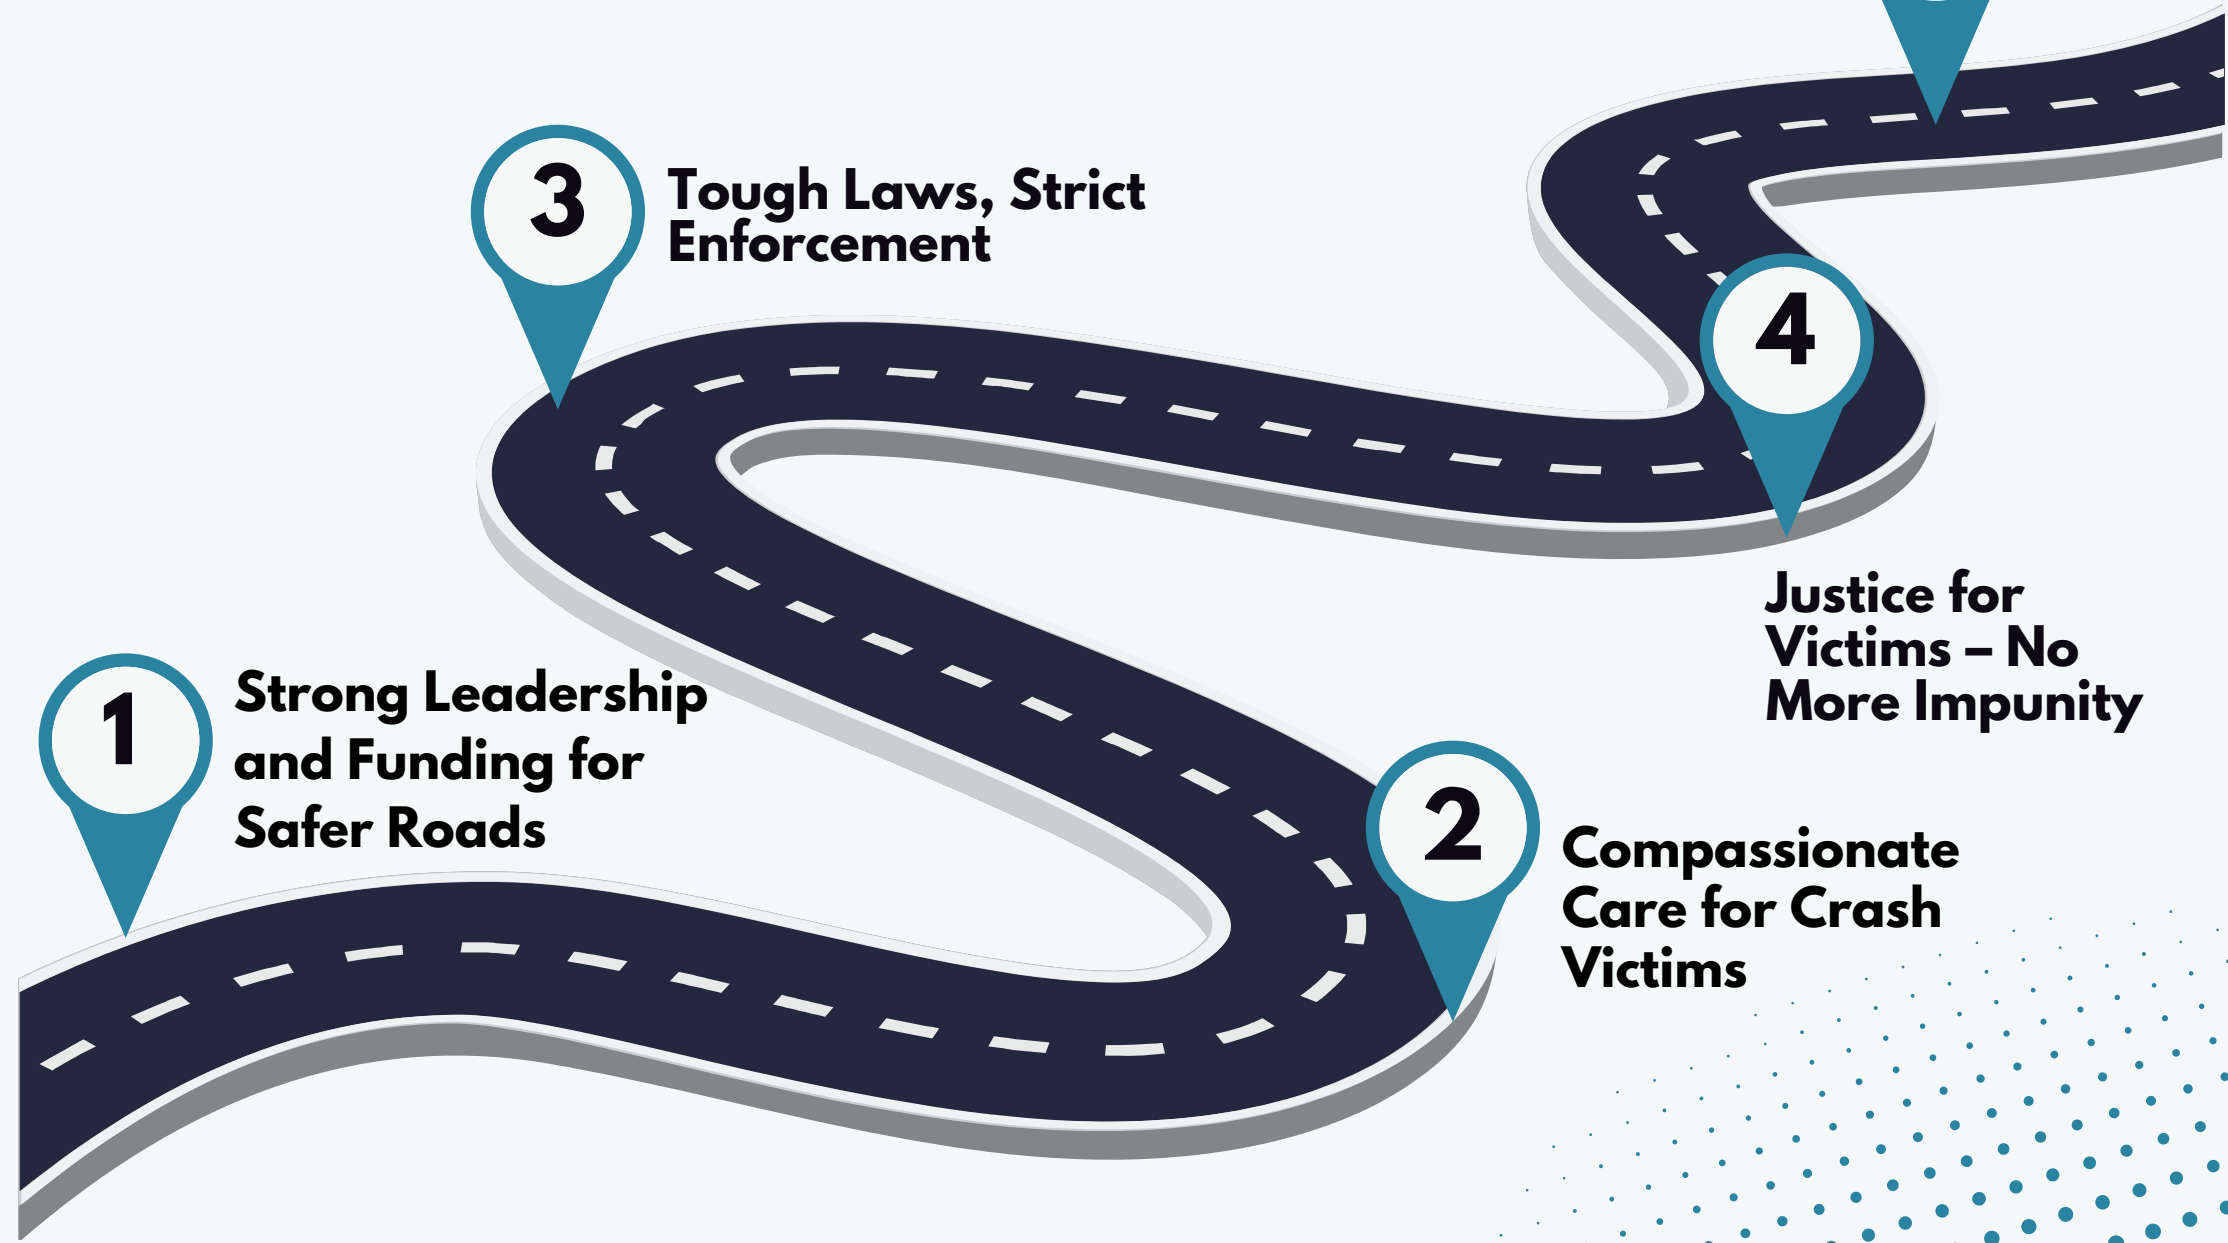 1
Strong Leadership
and Funding for
Safer Roads
2
Compassionate
Care for Crash
Victims
3
Tough Laws, Strict
Enforcement
4
Justice for
Victims – No
More Impunity